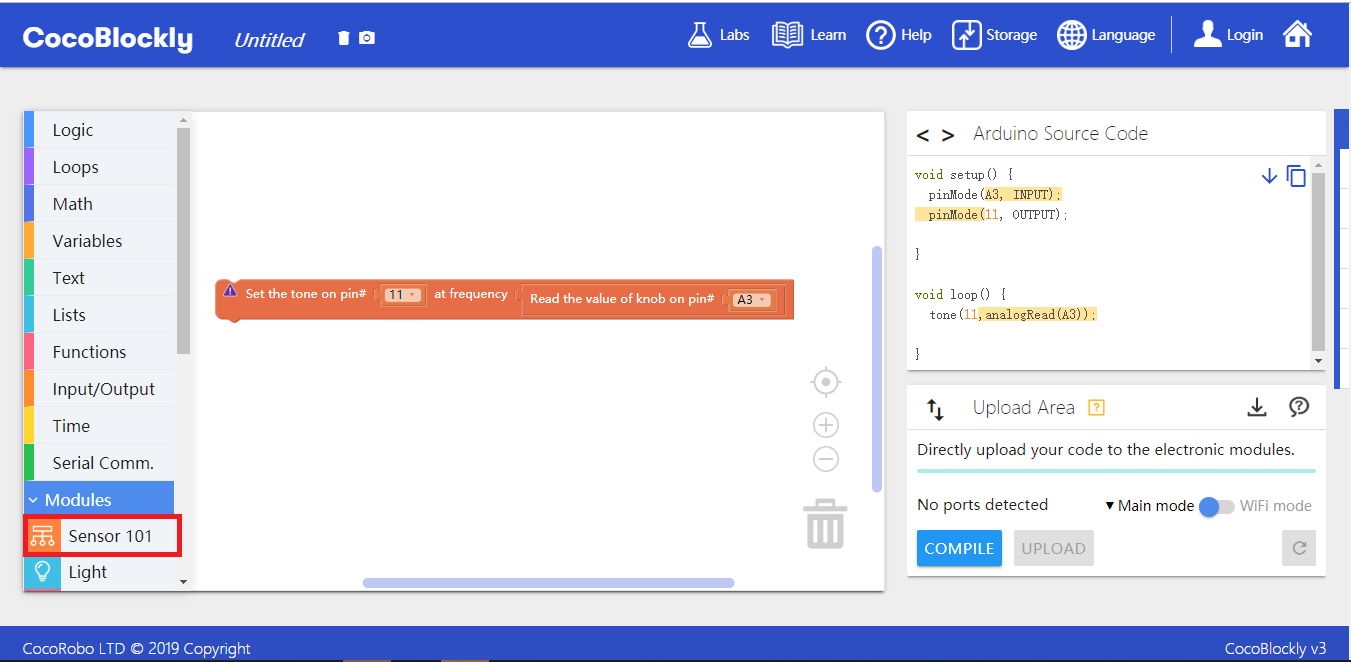 CocoBlockly
Untitled
Labs
Learn
Help
Storage
Language
Login
Logic
Loops
Math
Variables
Text
Lists
Functions
Input/Output
Time
Serial Comm.
Modules
Sensor 101
Light
Set the tone on pin# 11 at frequency Read the value of knob on pin# A3
< > Arduino Source Code
void setup() {
pinMode(A3, INPUT);
pinMode(11, OUTPUT);
}
void loop() {
tone(11,analogRead(A3));
}
Upload Area ?
Directly upload your code to the electronic modules.
No ports detected
▼ Main mode
WiFi mode
COMPILE
UPLOAD
CocoRobo LTD © 2019 Copyright
CocoBlockly v3